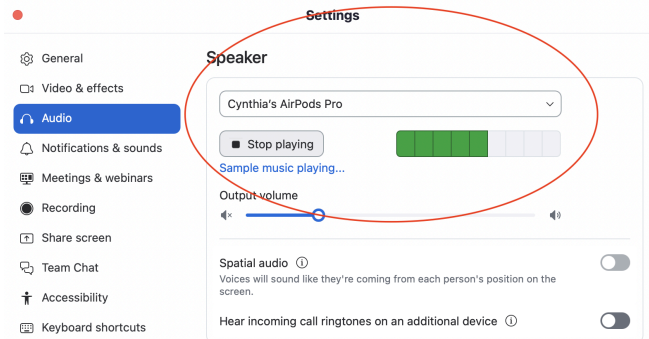 Settings
General
Video & effects
Audio
Notifications & sounds
Meetings & webinars
Recording
Share screen
Team Chat
Accessibility
Keyboard shortcuts
Speaker
Cynthia's AirPods Pro
Stop playing
Sample music playing...
Output volume
Spatial audio
Voices will sound like they're coming from each person's position on the
screen.
Hear incoming call ringtones on an additional device